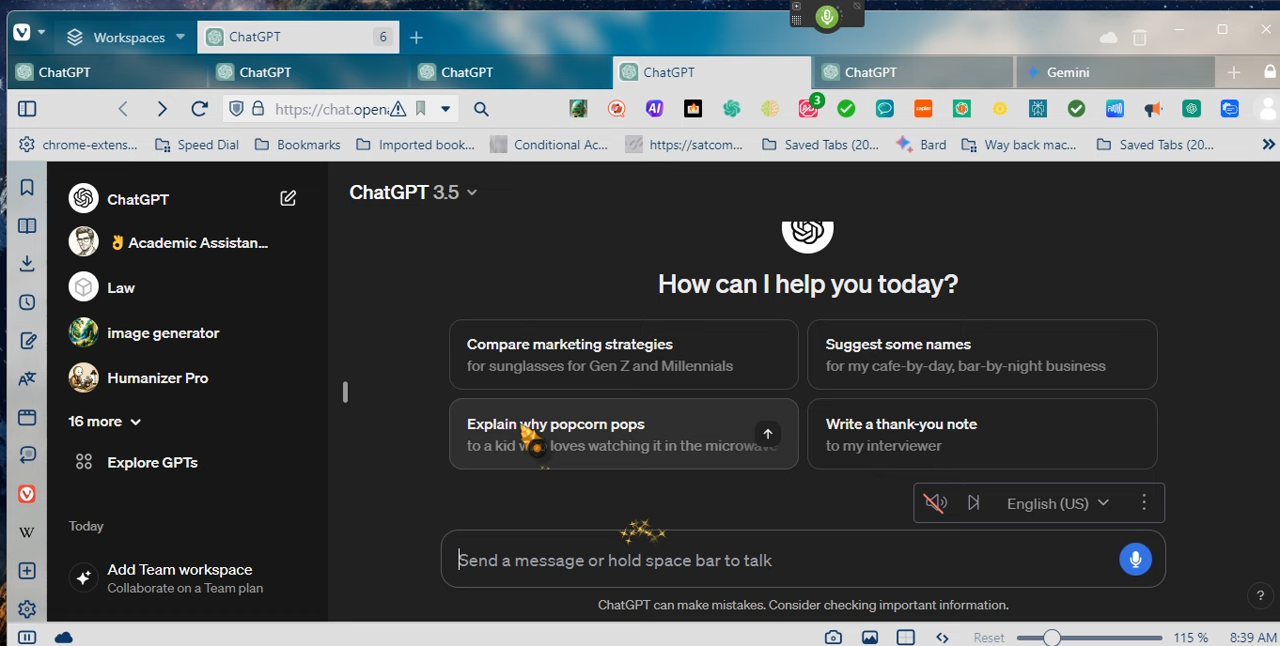 Workspaces
ChatGPT
6
ChatGPT
ChatGPT
ChatGPT
ChatGPT
ChatGPT
Gemini
https://chat.open
AI
3
chrome-extens...
Speed Dial
Bookmarks
Imported book...
Conditional Ac...
https://satcom...
Saved Tabs (20...
Bard
Way back mac...
Saved Tabs (20...
ChatGPT
👌 Academic Assistan...
Law
image generator
Humanizer Pro
16 more
Explore GPTs
Today
Add Team workspace
Collaborate on a Team plan
W
ChatGPT 3.5
How can I help you today?
Compare marketing strategies
for sunglasses for Gen Z and Millennials
Suggest some names
for my cafe-by-day, bar-by-night business
Explain why popcorn pops
to a kid loves watching it in the microwave
Write a thank-you note
to my interviewer
English (US)
Send a message or hold space bar to talk
ChatGPT can make mistakes. Consider checking important information.
?
Reset
115 %
8:39 AM